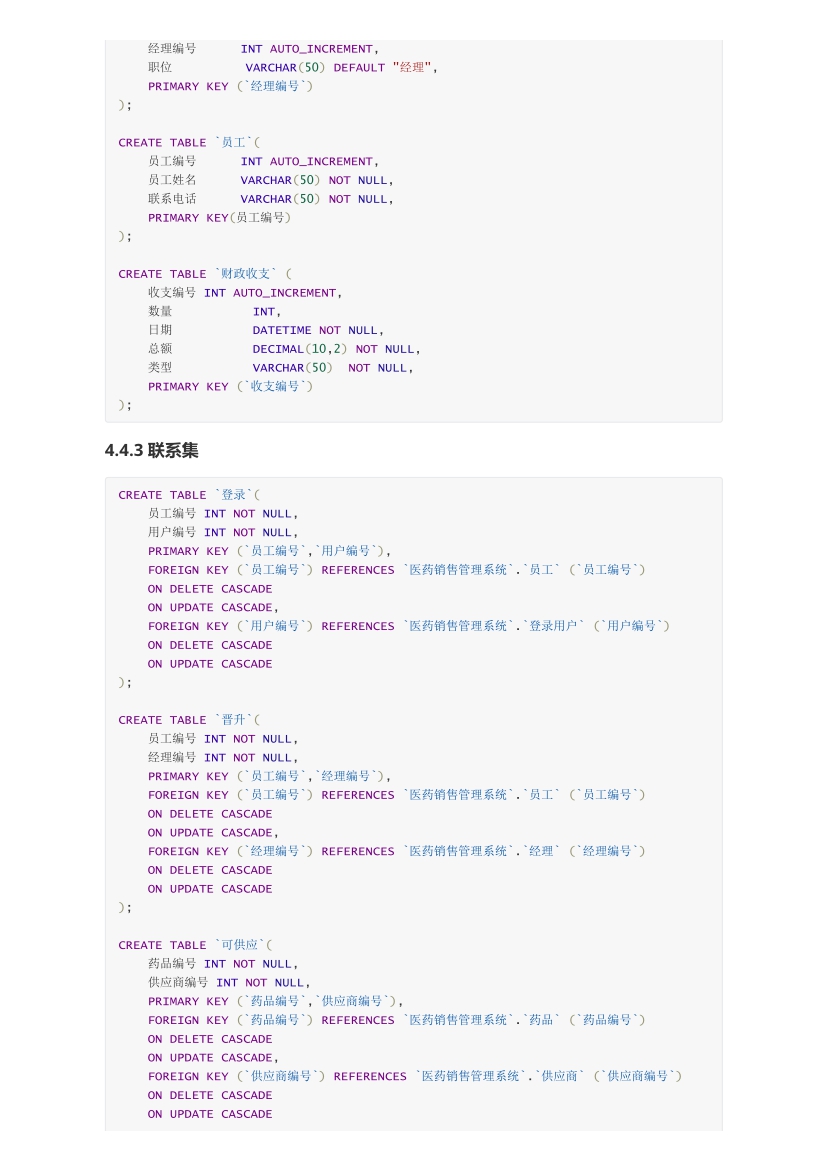 经理编号      INT AUTO_INCREMENT,
    职位          VARCHAR(50) DEFAULT "经理",
    PRIMARY KEY (`经理编号`)
);
CREATE TABLE `员工`(
    员工编号      INT AUTO_INCREMENT,
    员工姓名      VARCHAR(50) NOT NULL,
    联系电话      VARCHAR(50) NOT NULL,
    PRIMARY KEY(员工编号)
);
CREATE TABLE `财政收支` (
    收支编号 INT AUTO_INCREMENT,
    数量           INT,
    日期           DATETIME NOT NULL,
    总额           DECIMAL(10,2) NOT NULL,
    类型           VARCHAR(50)  NOT NULL,
    PRIMARY KEY (`收支编号`)
);
4.4.3 联系集
CREATE TABLE `登录`(
    员工编号 INT NOT NULL,
    用户编号 INT NOT NULL,
    PRIMARY KEY (`员工编号`,`用户编号`),
    FOREIGN KEY (`员工编号`) REFERENCES `医药销售管理系统`.`员工` (`员工编号`)
    ON DELETE CASCADE
    ON UPDATE CASCADE,
    FOREIGN KEY (`用户编号`) REFERENCES `医药销售管理系统`.`登录用户` (`用户编号`)
    ON DELETE CASCADE
    ON UPDATE CASCADE
);
CREATE TABLE `晋升`(
    员工编号 INT NOT NULL,
    经理编号 INT NOT NULL,
    PRIMARY KEY (`员工编号`,`经理编号`),
    FOREIGN KEY (`员工编号`) REFERENCES `医药销售管理系统`.`员工` (`员工编号`)
    ON DELETE CASCADE
    ON UPDATE CASCADE,
    FOREIGN KEY (`经理编号`) REFERENCES `医药销售管理系统`.`经理` (`经理编号`)
    ON DELETE CASCADE
    ON UPDATE CASCADE
);
CREATE TABLE `可供应`(
    药品编号 INT NOT NULL,
    供应商编号 INT NOT NULL,
    PRIMARY KEY (`药品编号`,`供应商编号`),
    FOREIGN KEY (`药品编号`) REFERENCES `医药销售管理系统`.`药品` (`药品编号`)
    ON DELETE CASCADE
    ON UPDATE CASCADE,
    FOREIGN KEY (`供应商编号`) REFERENCES `医药销售管理系统`.`供应商` (`供应商编号`)
    ON DELETE CASCADE
    ON UPDATE CASCADE